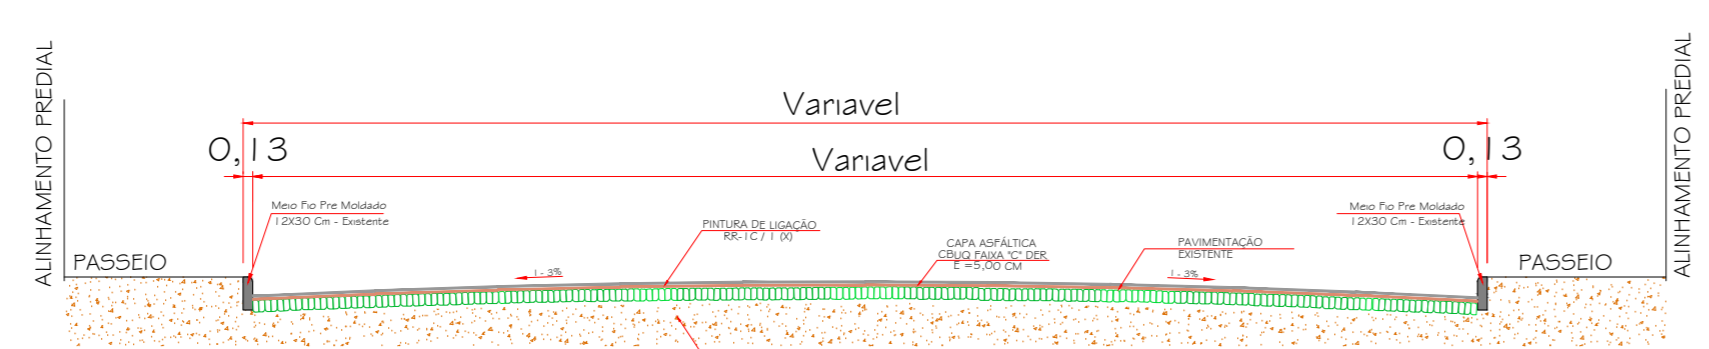 ALINHAMENTO PREDIAL
Variavel
0,13
Variavel
0,13
Meio Fio Pre Moldado
12X30 Cm - Existente
PINTURA DE LIGAÇÃO
RR-1C / 1 (X)
CAPA ASFÁLTICA
CBUQ FAIXA "C" DER
E =5,00 CM
PAVIMENTAÇÃO
EXISTENTE
Meio Fio Pre Moldado
12X30 Cm - Existente
PASSEIO
1 - 3%
1 - 3%
PASSEIO
ALINHAMENTO PREDIAL